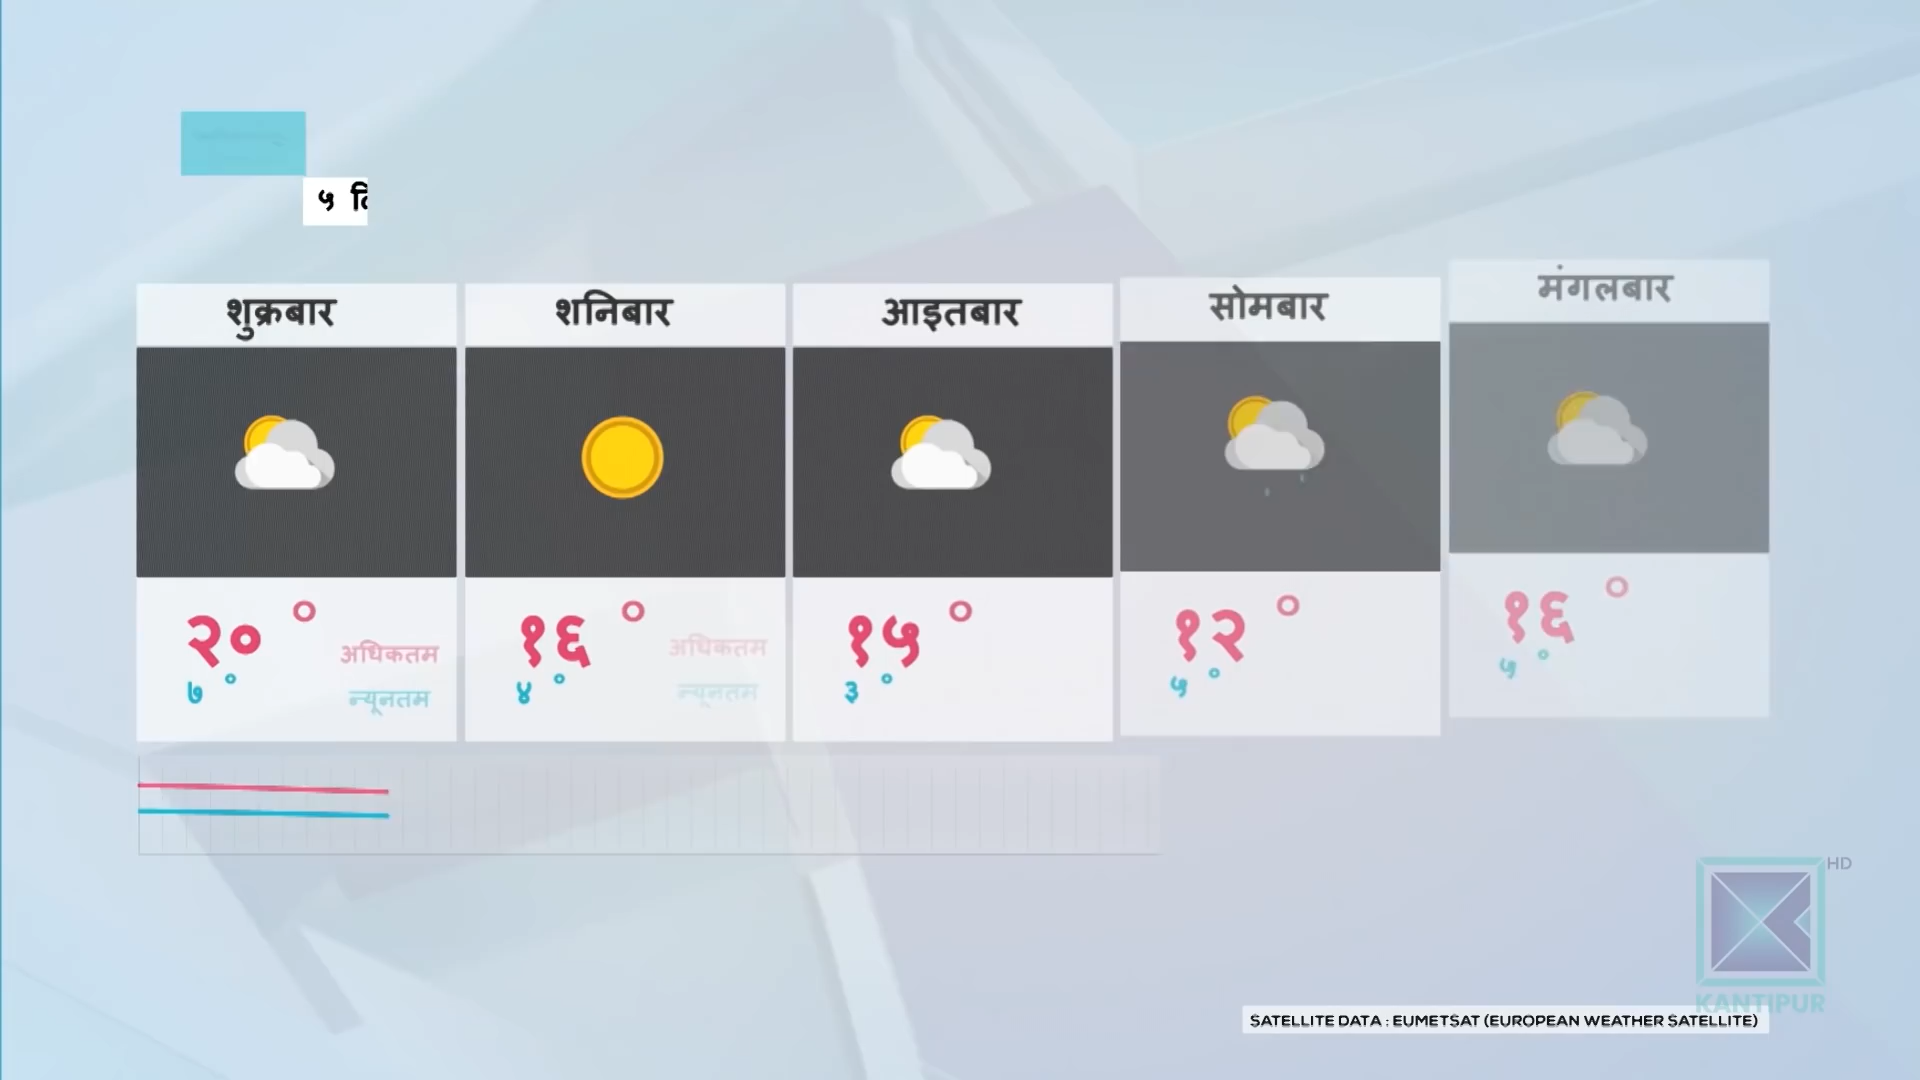 ५ दि
शुक्रबार
शनिबार
आइतबार
सोमबार
मंगलबार
२०°
अधिकतम
७°
न्यूनतम
१६°
अधिकतम
४°
न्यूनतम
१५°
३°
१२°
५°
१६°
५°
HD
KANTIPUR
SATELLITE DATA : EUMETSAT (EUROPEAN WEATHER SATELLITE)